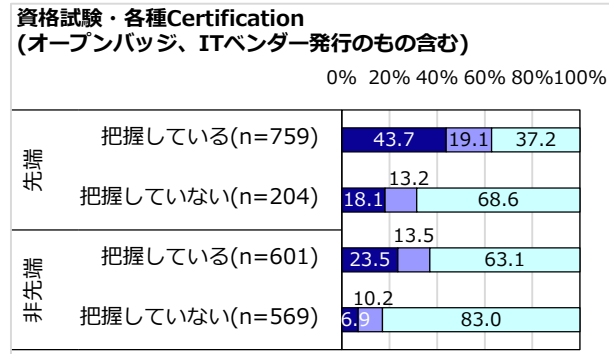 資格試験・各種Certification
(オープンバッジ、ITベンダー発行のもの含む)
0% 20% 40% 60% 80%100%
先端
把握している(n=759) 43.7 19.1 37.2
把握していない(n=204) 18.1 13.2 68.6
非先端
把握している(n=601) 23.5 13.5 63.1
把握していない(n=569) 6.9 10.2 83.0